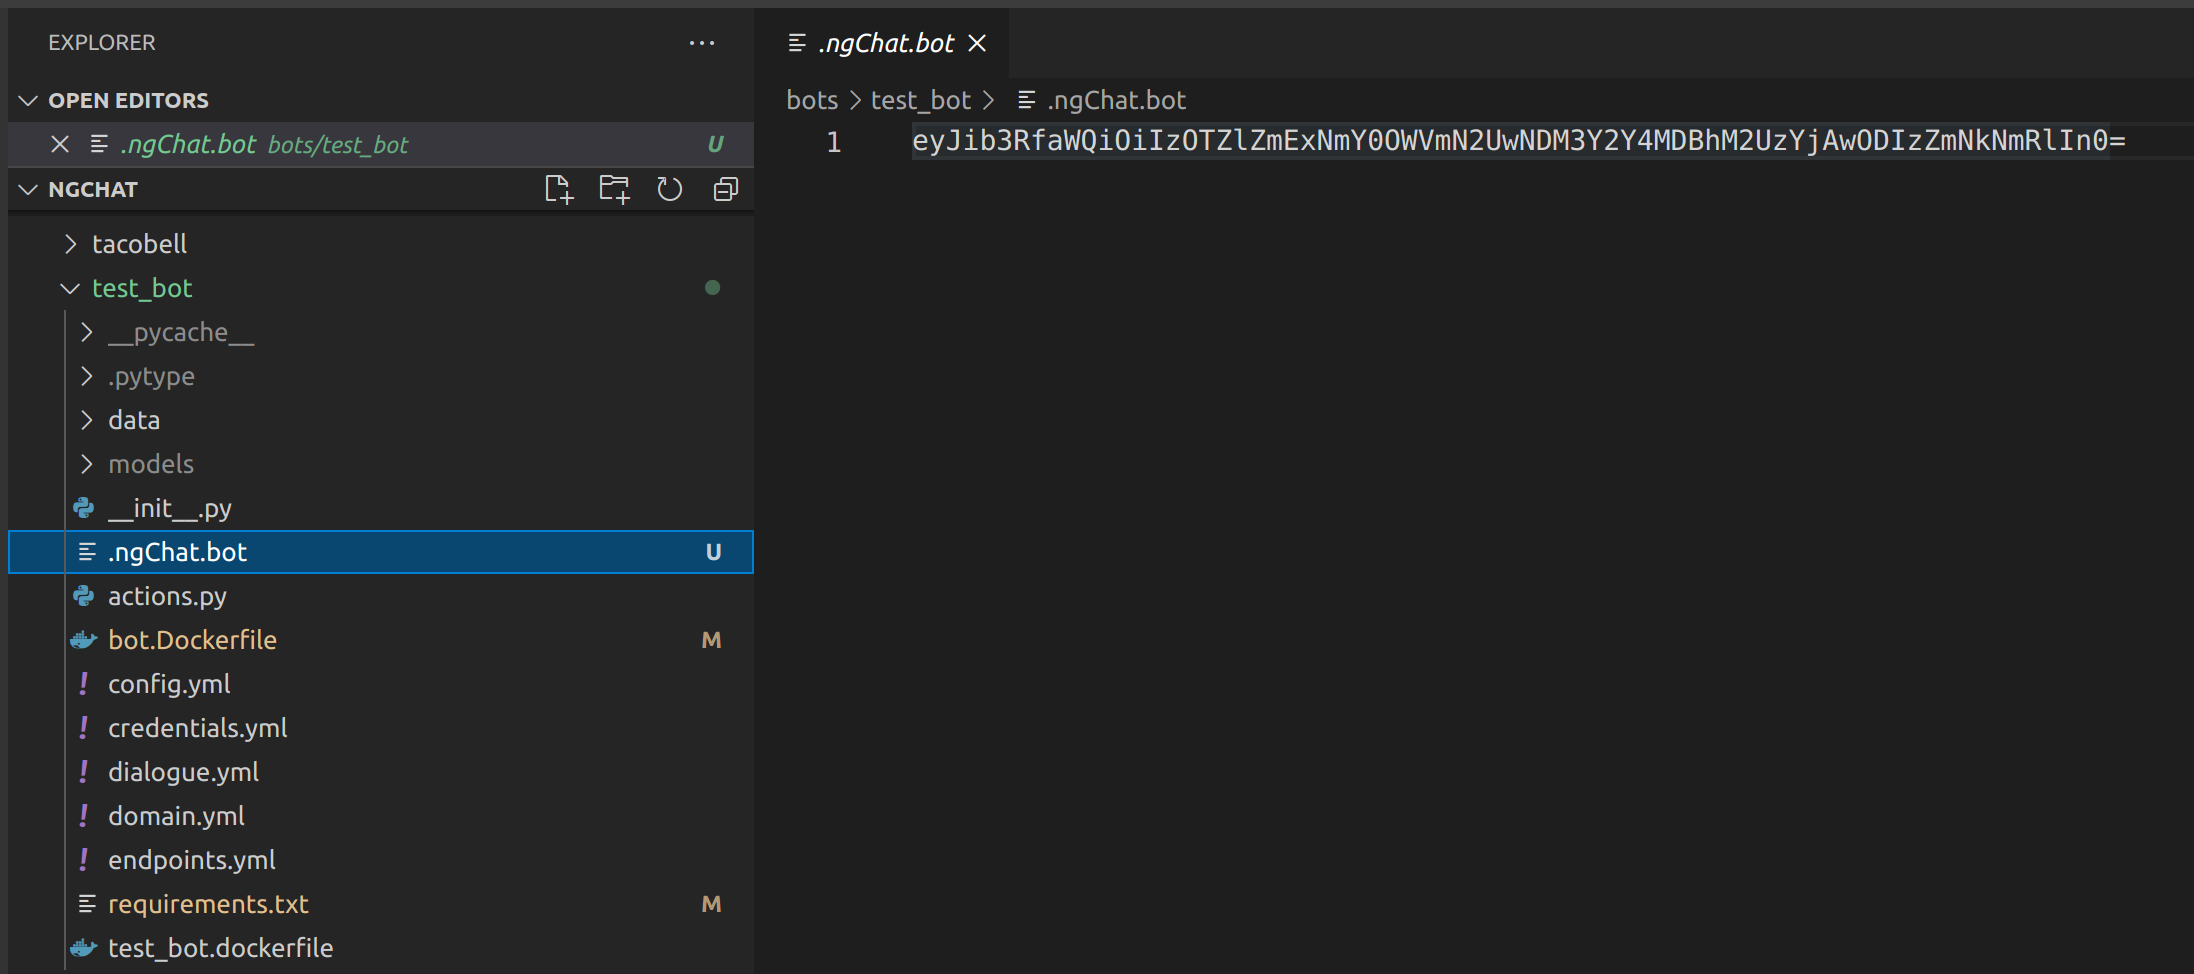 EXPLORER
OPEN EDITORS
.ngChat.bot bots/test_bot U
NGCHAT
tacobell
test_bot
__pycache__
.pytype
data
models
__init__.py
.ngChat.bot U
actions.py
bot.Dockerfile M
config.yml
credentials.yml
dialogue.yml
domain.yml
endpoints.yml
requirements.txt M
test_bot.dockerfile
.ngChat.bot
bots > test_bot > .ngChat.bot
1 eyJib3RfaWQiOiIzOTZlZmExNmY0OWVmN2UwNDM3Y2Y4MDBhM2UzYjAwODIzZmNkNmRlIn0=